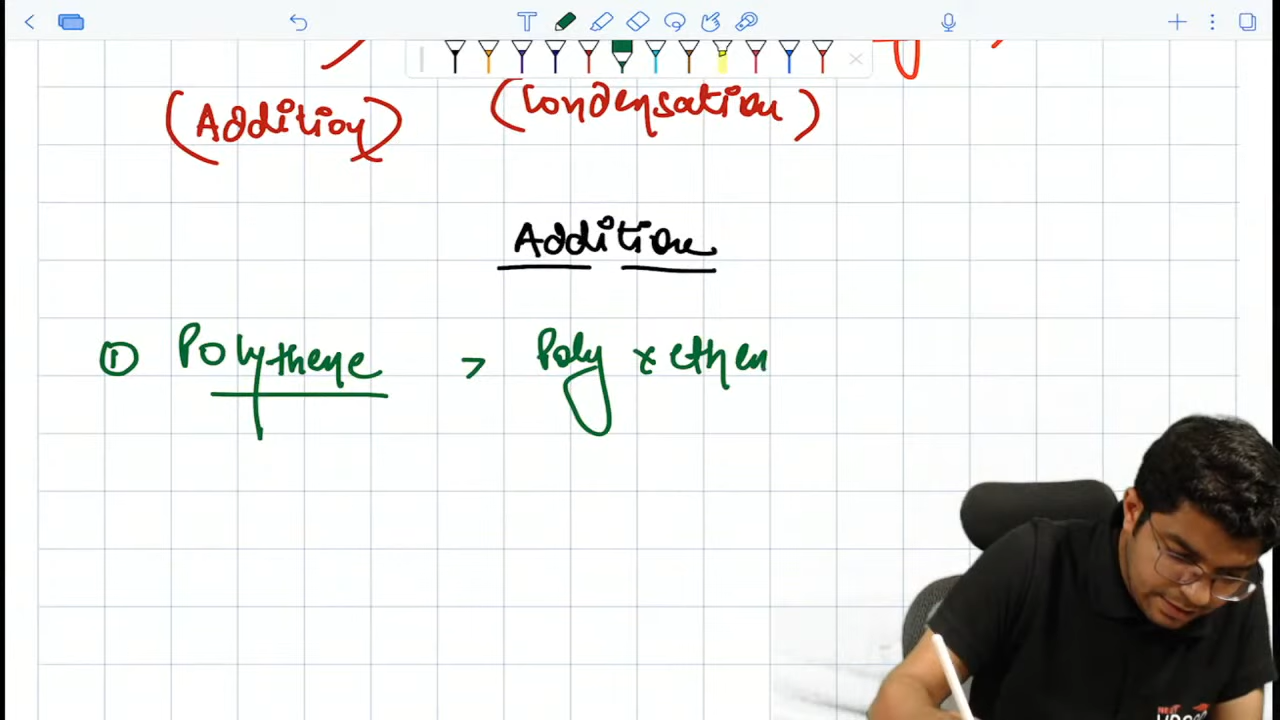 (Addition) (Condensation)
Addition
① Polythene > Poly x ethen